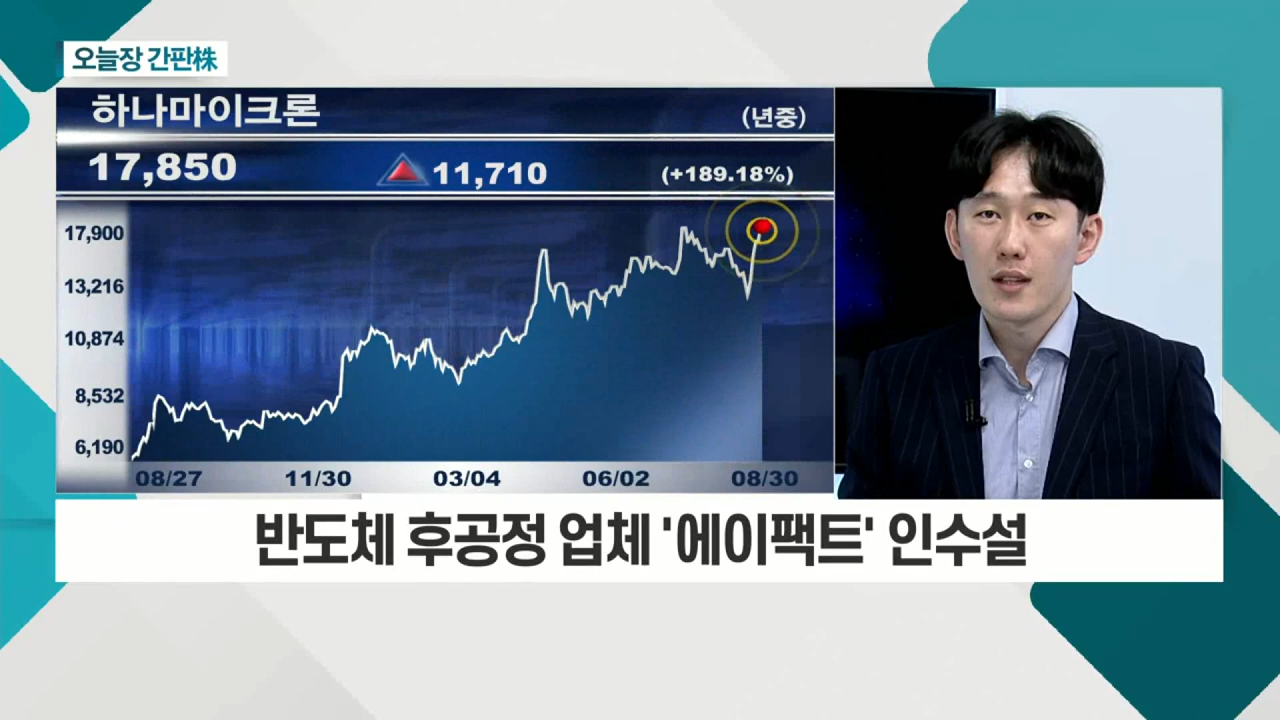 오늘장 간판株
하나마이크론 (년중)
17,850 ▲ 11,710 (+189.18%)
17,900
13,216
10,874
8,532
6,190
08/27 11/30 03/04 06/02 08/30
반도체 후공정 업체 '에이팩트' 인수설